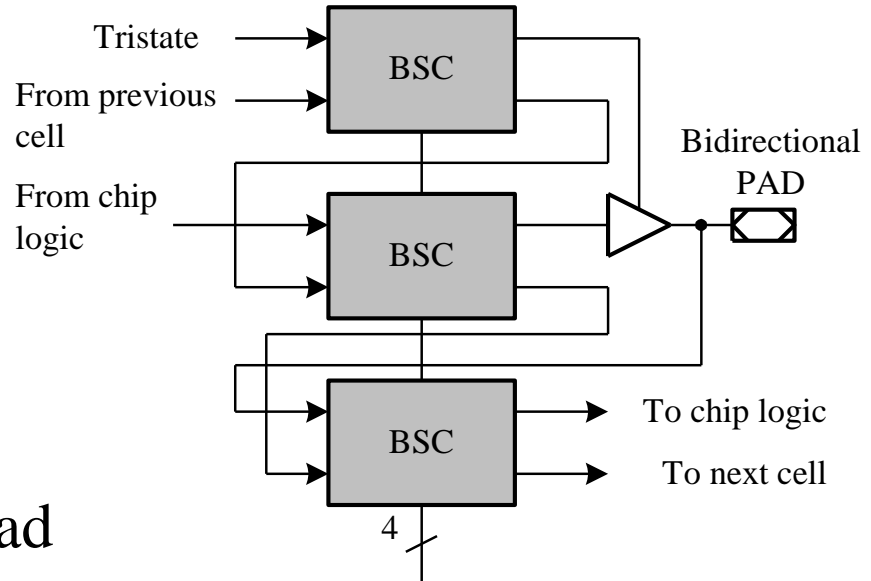 Tristate
BSC
From previous
cell
Bidirectional
PAD
From chip
logic
BSC
BSC
To chip logic
To next cell
4
ad